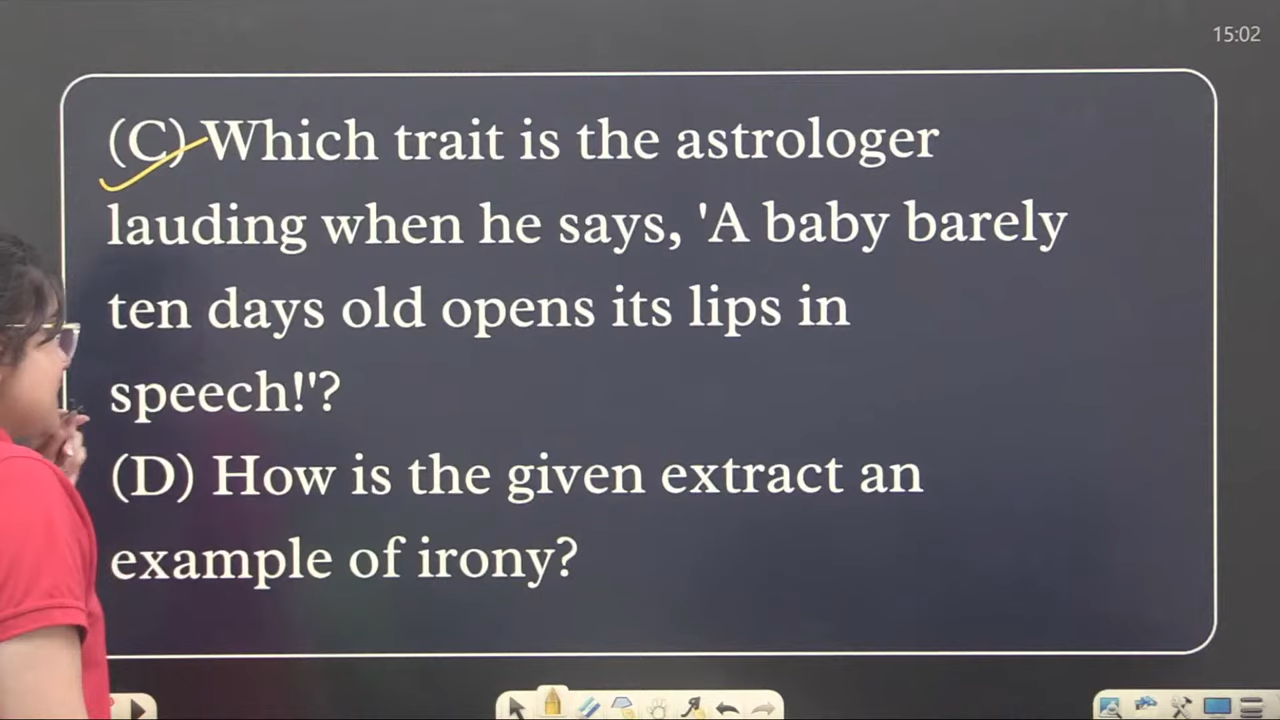 15:02
(C) Which trait is the astrologer
lauding when he says, 'A baby barely
ten days old opens its lips in
speech!'?
(D) How is the given extract an
example of irony?